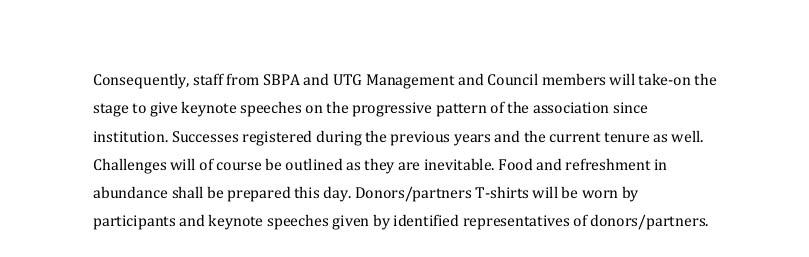 Consequently, staff from SBPA and UTG Management and Council members will take-on the
stage to give keynote speeches on the progressive pattern of the association since
institution. Successes registered during the previous years and the current tenure as well.
Challenges will of course be outlined as they are inevitable. Food and refreshment in
abundance shall be prepared this day. Donors/partners T-shirts will be worn by
participants and keynote speeches given by identified representatives of donors/partners.